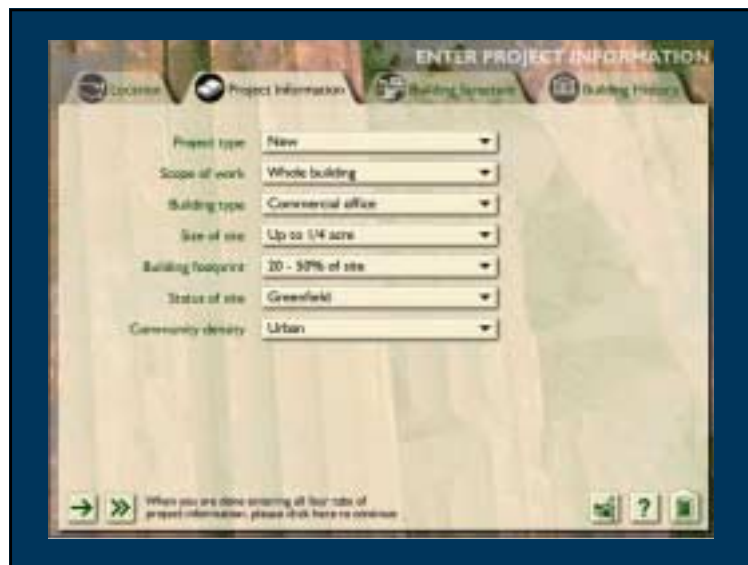 ENTER PROJECT INFORMATION
Location
Project Information
Building Structure
Building History
Project type New
Scope of work Whole building
Building type Commercial office
Size of site Up to 1/4 acre
Building footprint 20 - 50% of site
Status of site Greenfield
Community density Urban
When you are done entering all four tabs of
project information, please click here to continue
?